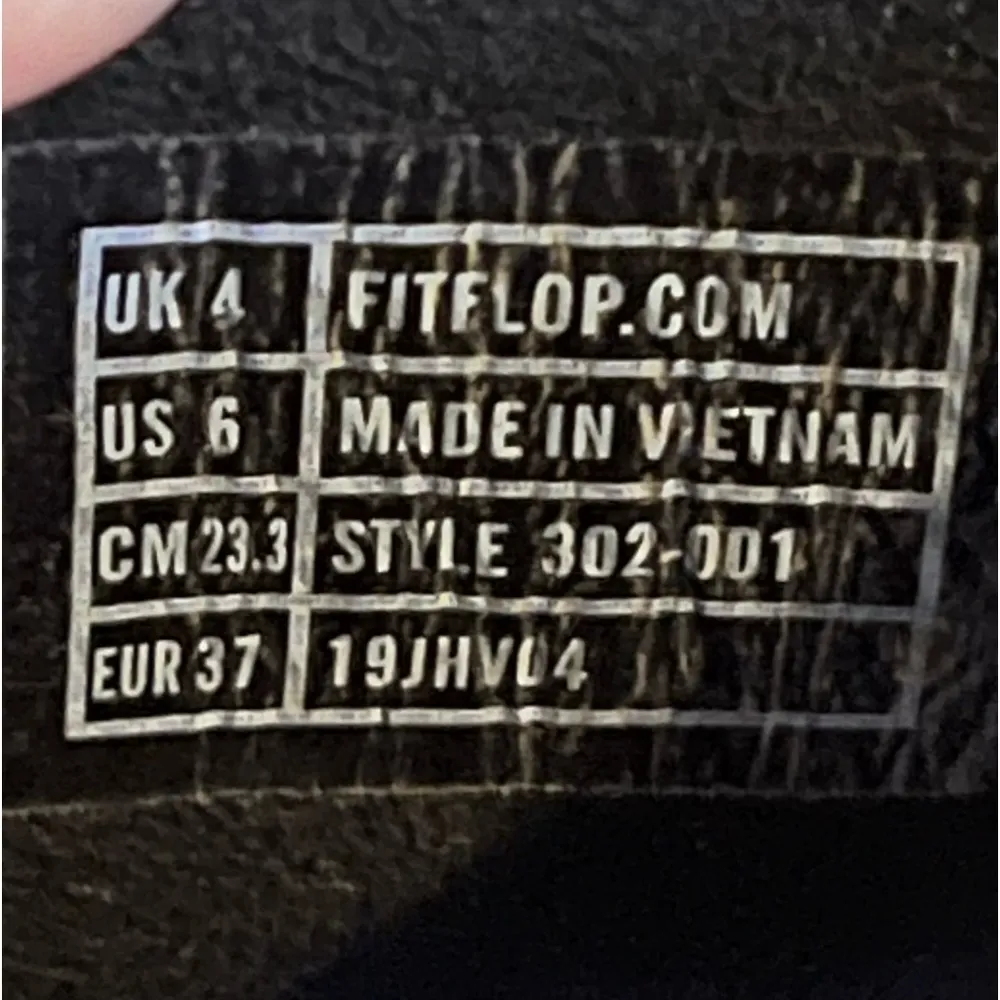 UK 4 FITFLOP.COM
US 6 MADE IN VIETNAM
CM 23.3 STYLE 302-001
EUR 37 19JHV04